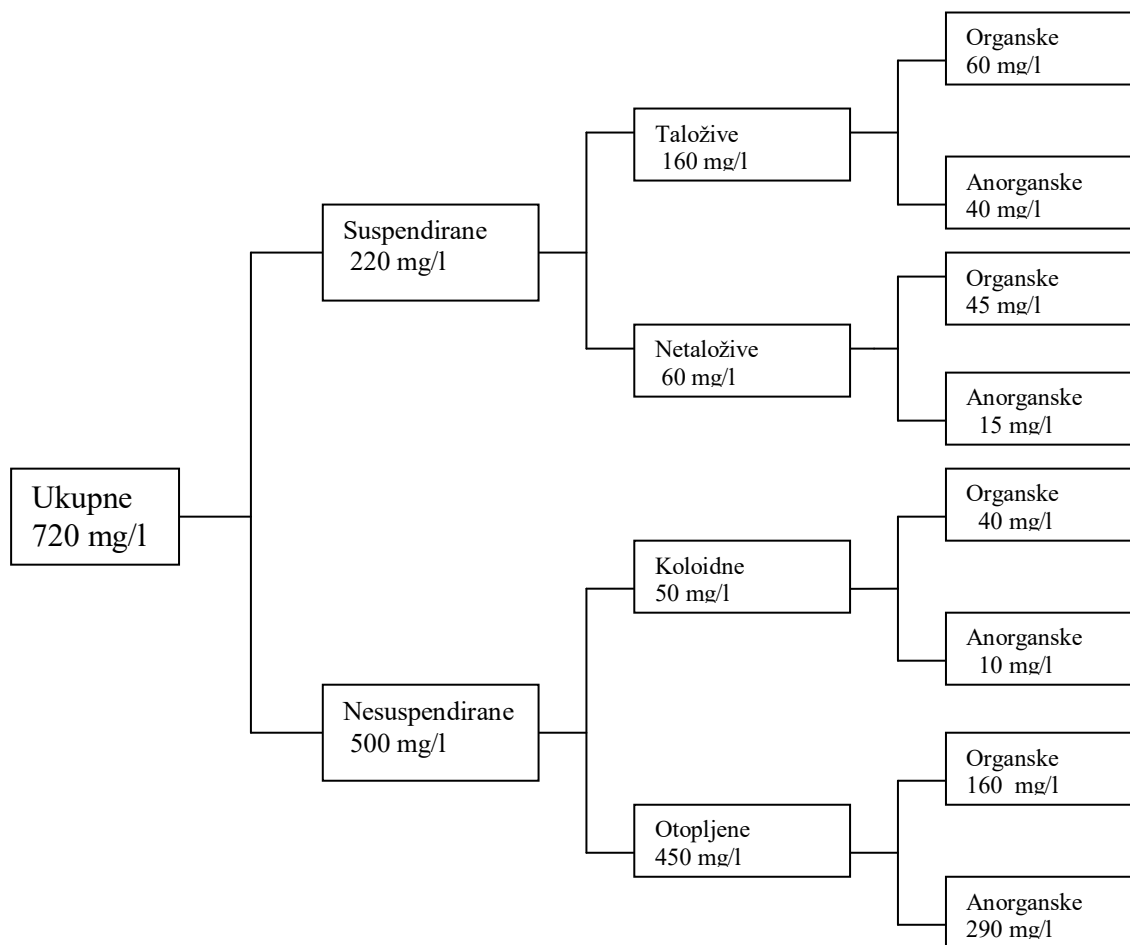 Organske
60 mg/l
Taložive
160 mg/l
Anorganske
40 mg/l
Suspendirane
220 mg/l
Organske
45 mg/l
Netaložive
60 mg/l
Anorganske
15 mg/l
Ukupne
720 mg/l
Organske
40 mg/l
Koloidne
50 mg/l
Anorganske
10 mg/l
Nesuspendirane
500 mg/l
Organske
160 mg/l
Otopljene
450 mg/l
Anorganske
290 mg/l